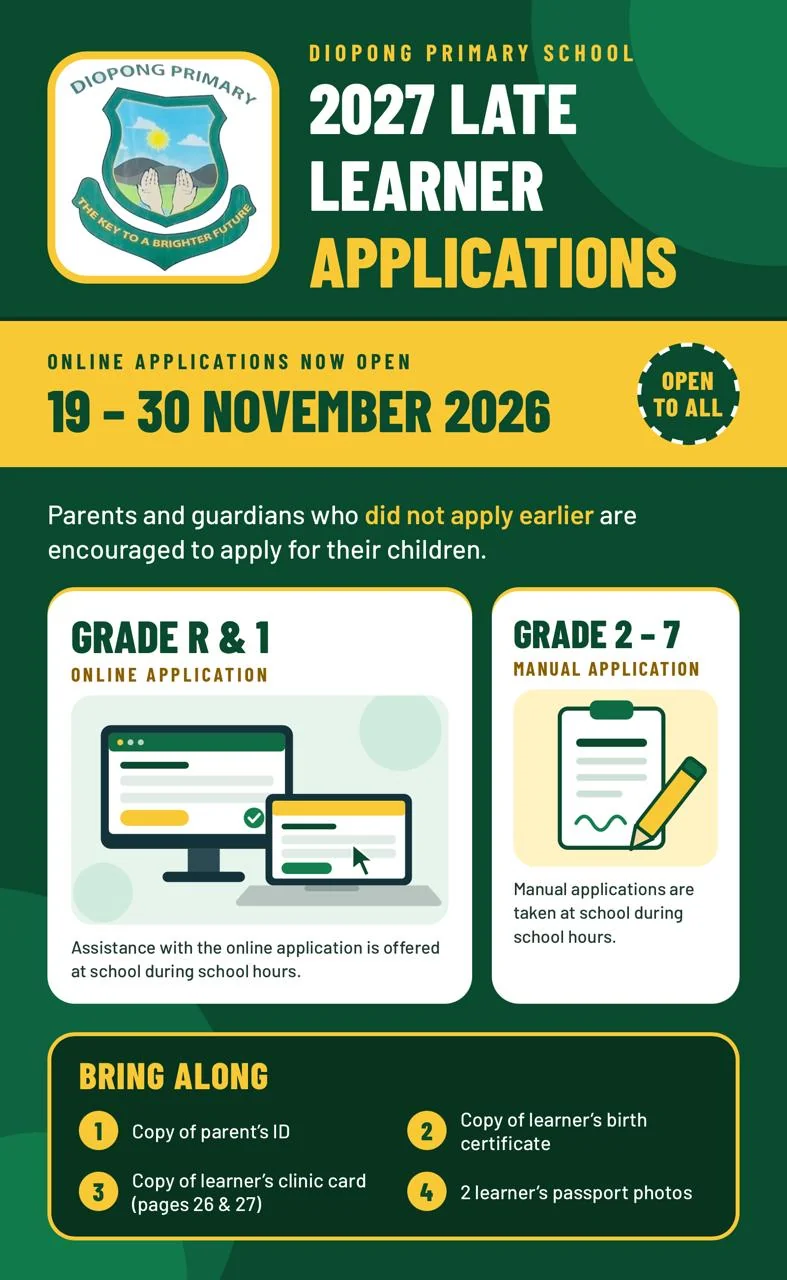 DIOPONG PRIMARY
THE KEY TO A BRIGHTER FUTURE
DIOPONG PRIMARY SCHOOL
2027 LATE
LEARNER
APPLICATIONS
ONLINE APPLICATIONS NOW OPEN
19 – 30 NOVEMBER 2026
OPEN
TO ALL
Parents and guardians who did not apply earlier are
encouraged to apply for their children.
GRADE R & 1
ONLINE APPLICATION
Assistance with the online application is offered
at school during school hours.
GRADE 2 – 7
MANUAL APPLICATION
Manual applications are
taken at school during
school hours.
BRING ALONG
1 Copy of parent’s ID
2 Copy of learner’s birth
certificate
3 Copy of learner’s clinic card
(pages 26 & 27)
4 2 learner’s passport photos